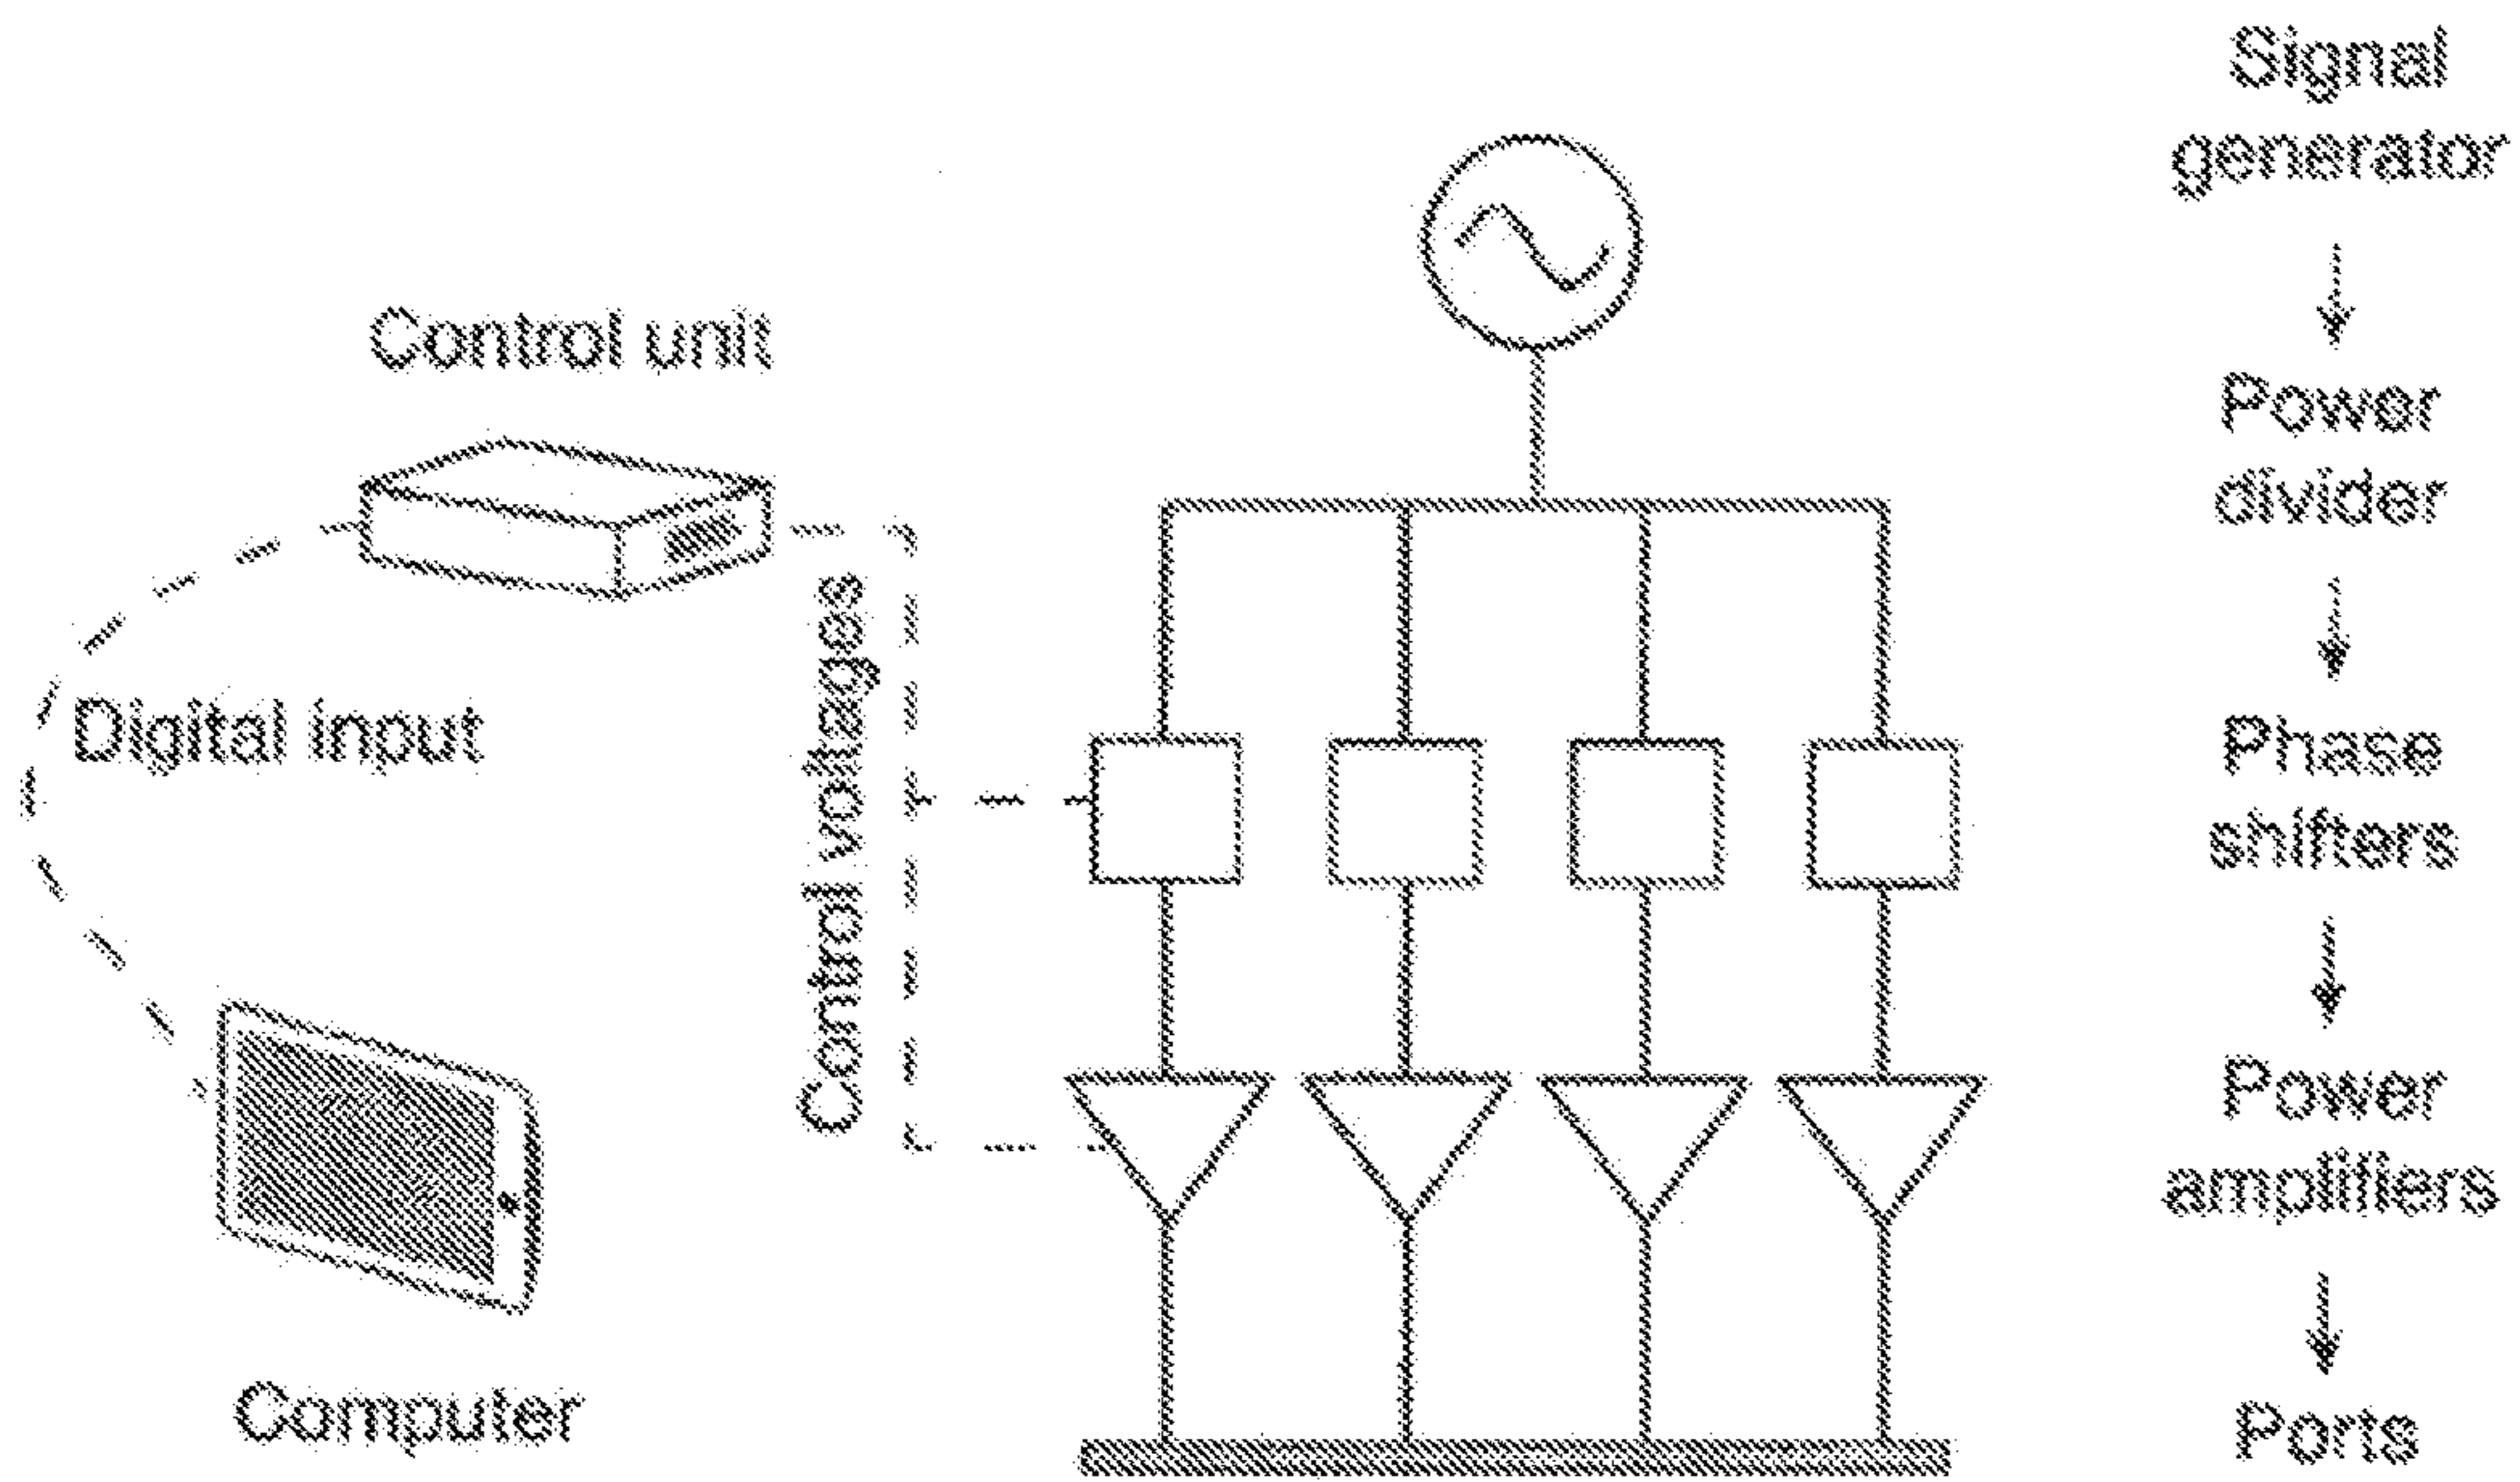 Signal
generator
Power
divider
Phase
shifters
Power
amplifiers
Ports
Control unit
Digital input
Control voltages
Computer